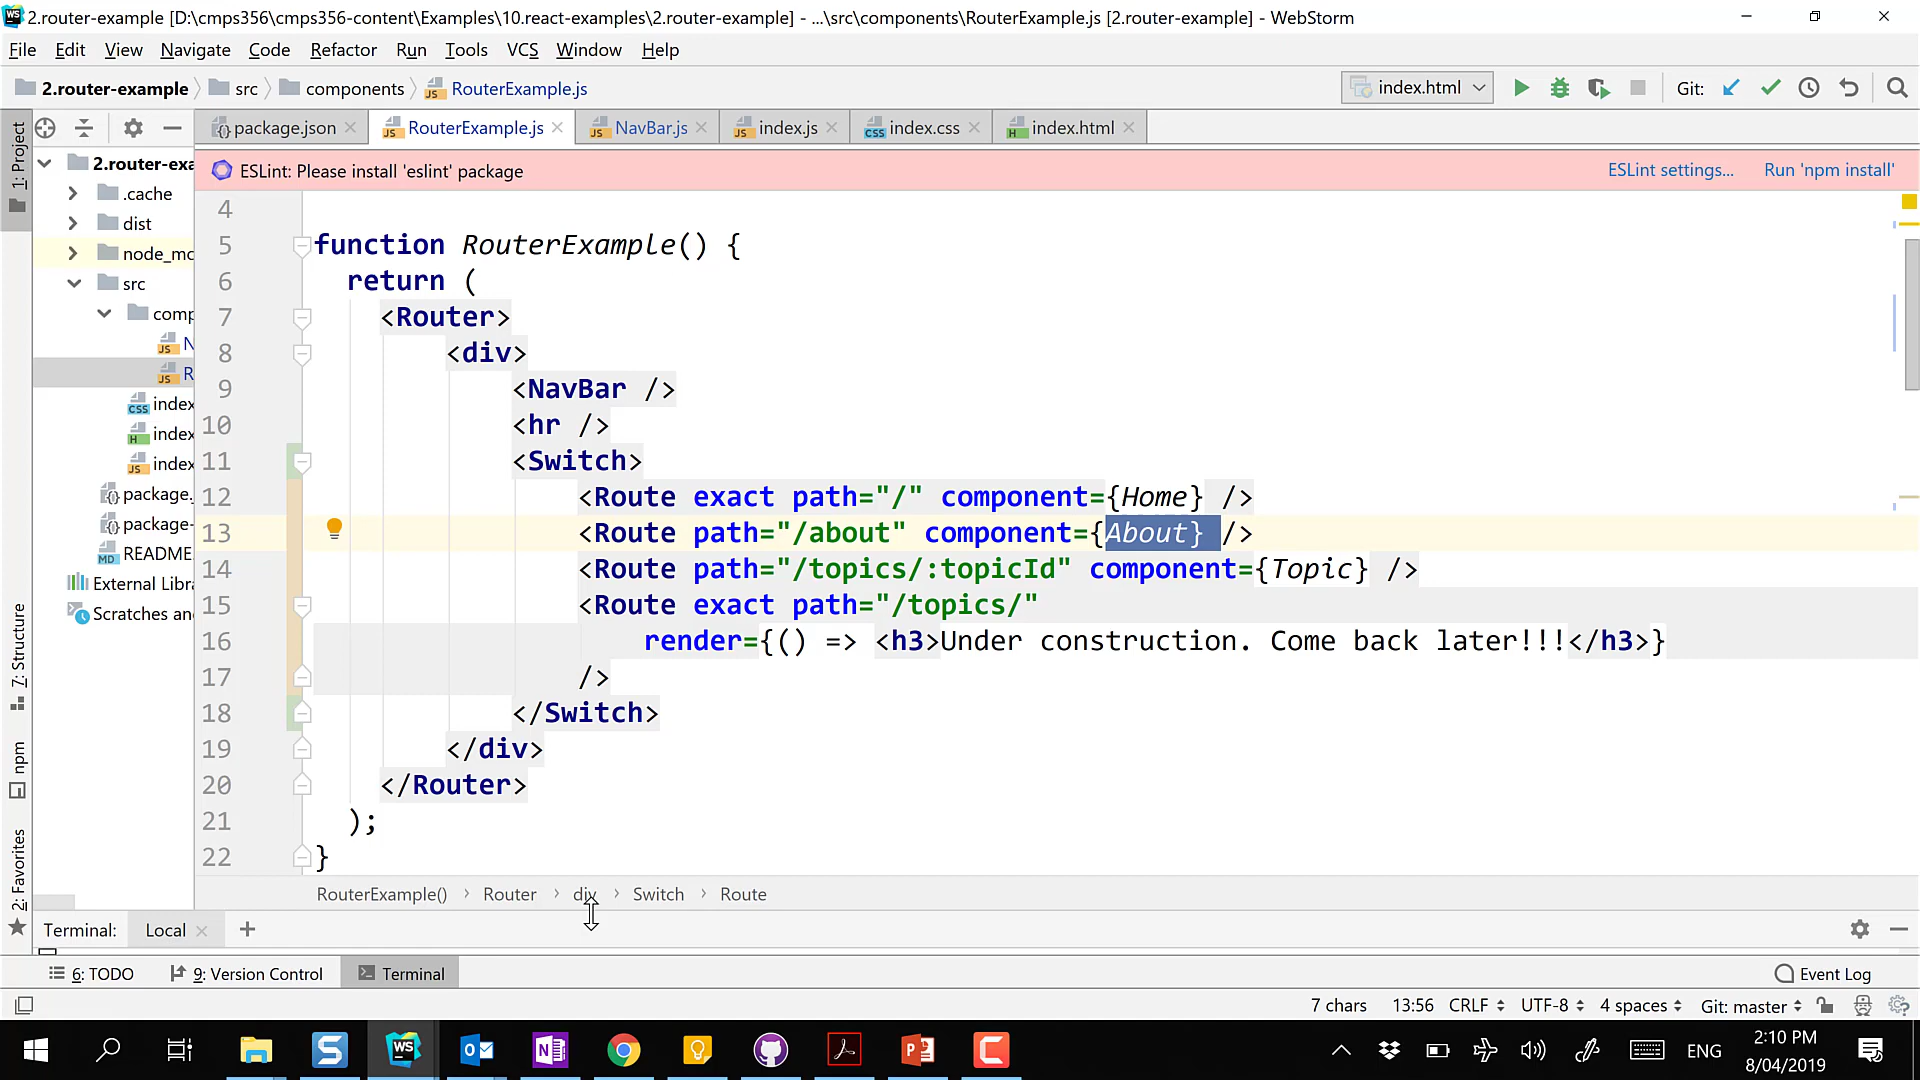 2.router-example [D:\cmps356\cmps356-content\Examples\10.react-examples\2.router-example] - ...\src\components\RouterExample.js [2.router-example] - WebStorm
File Edit View Navigate Code Refactor Run Tools VCS Window Help
2.router-example src components RouterExample.js index.html Git:
package.json RouterExample.js NavBar.js index.js index.css index.html
1: Project
2.router-exa
.cache
dist
node_mo
src
comp
N
R
index
index
index
package.
package-
README
External Libra
Scratches and
7: Structure
npm
2: Favorites
ESLint: Please install 'eslint' package ESLint settings... Run 'npm install'
4
5 function RouterExample() {
6 return (
7 <Router>
8 <div>
9 <NavBar />
10 <hr />
11 <Switch>
12 <Route exact path="/" component={Home} />
13 <Route path="/about" component={About} />
14 <Route path="/topics/:topicId" component={Topic} />
15 <Route exact path="/topics/"
16 render={() => <h3>Under construction. Come back later!!!</h3>}
17 />
18 </Switch>
19 </div>
20 </Router>
21 );
22 }
RouterExample() Router div Switch Route
Terminal: Local
6: TODO 9: Version Control Terminal Event Log
7 chars 13:56 CRLF UTF-8 4 spaces Git: master
ENG 2:10 PM
8/04/2019